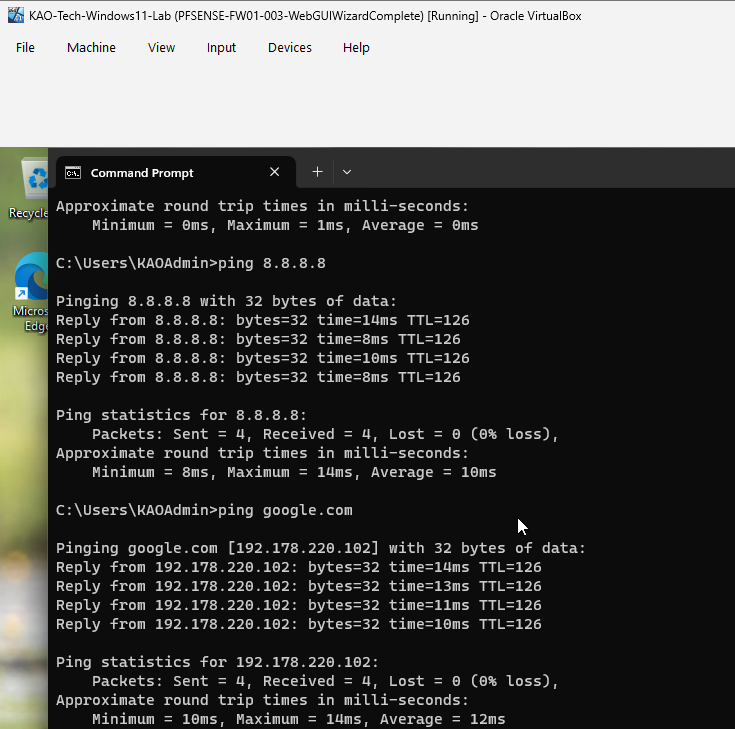 KAO-Tech-Windows11-Lab (PFSENSE-FW01-003-WebGUIWizardComplete) [Running] - Oracle VirtualBox
File Machine View Input Devices Help
Command Prompt
Recycle
Micros
Edge
Approximate round trip times in milli-seconds:
Minimum = 0ms, Maximum = 1ms, Average = 0ms
C:\Users\KAOAdmin>ping 8.8.8.8
Pinging 8.8.8.8 with 32 bytes of data:
Reply from 8.8.8.8: bytes=32 time=14ms TTL=126
Reply from 8.8.8.8: bytes=32 time=8ms TTL=126
Reply from 8.8.8.8: bytes=32 time=10ms TTL=126
Reply from 8.8.8.8: bytes=32 time=8ms TTL=126
Ping statistics for 8.8.8.8:
Packets: Sent = 4, Received = 4, Lost = 0 (0% loss),
Approximate round trip times in milli-seconds:
Minimum = 8ms, Maximum = 14ms, Average = 10ms
C:\Users\KAOAdmin>ping google.com
Pinging google.com [192.178.220.102] with 32 bytes of data:
Reply from 192.178.220.102: bytes=32 time=14ms TTL=126
Reply from 192.178.220.102: bytes=32 time=13ms TTL=126
Reply from 192.178.220.102: bytes=32 time=11ms TTL=126
Reply from 192.178.220.102: bytes=32 time=10ms TTL=126
Ping statistics for 192.178.220.102:
Packets: Sent = 4, Received = 4, Lost = 0 (0% loss),
Approximate round trip times in milli-seconds:
Minimum = 10ms, Maximum = 14ms, Average = 12ms